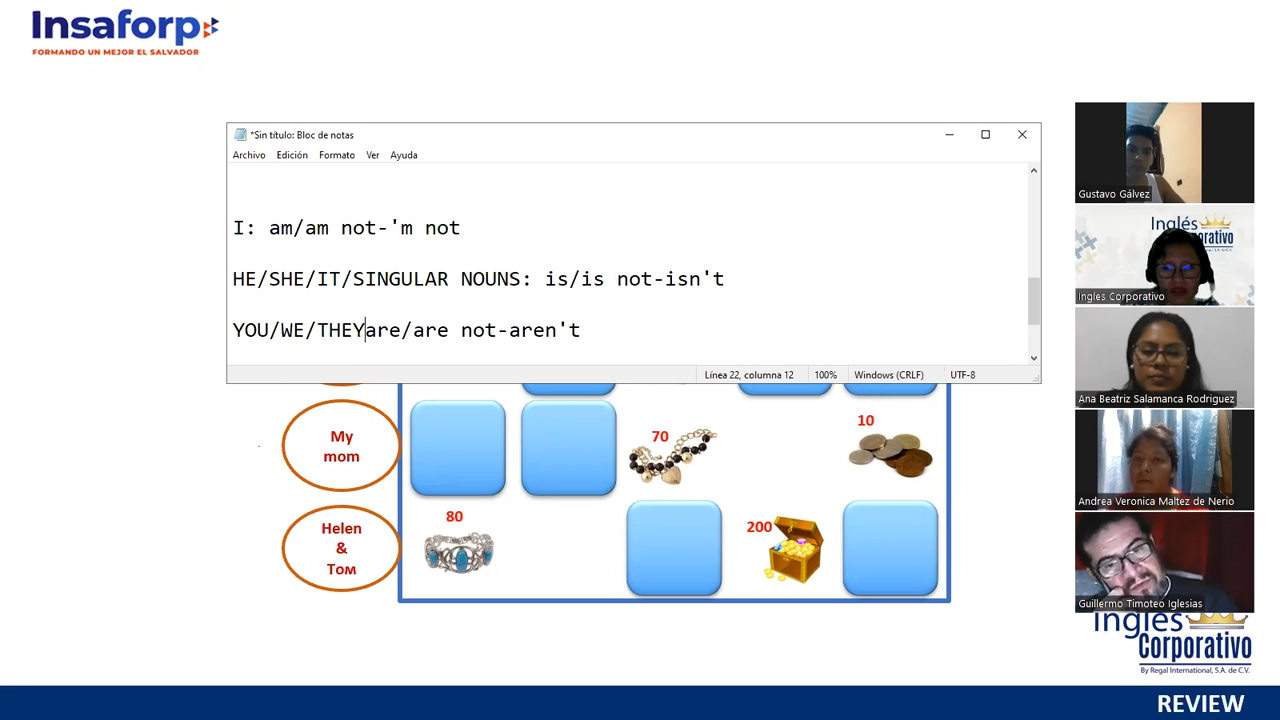 Insaforp
FORMANDO UN MEJOR EL SALVADOR
*Sin título: Bloc de notas
Archivo Edición Formato Ver Ayuda
I: am/am not-'m not
HE/SHE/IT/SINGULAR NOUNS: is/is not-isn't
YOU/WE/THEYare/are not-aren't
Línea 22, columna 12 100% Windows (CRLF) UTF-8
My
mom
70
10
Helen
&
Tom
80
200
Gustavo Gálvez
Inglés
Corporativo
Ingles Corporativo
Ana Beatriz Salamanca Rodriguez
Andrea Veronica Maltez de Nerio
Guillermo Timoteo Iglesias
Inglés
Corporativo
By Regal International, S.A. de C.V.
REVIEW